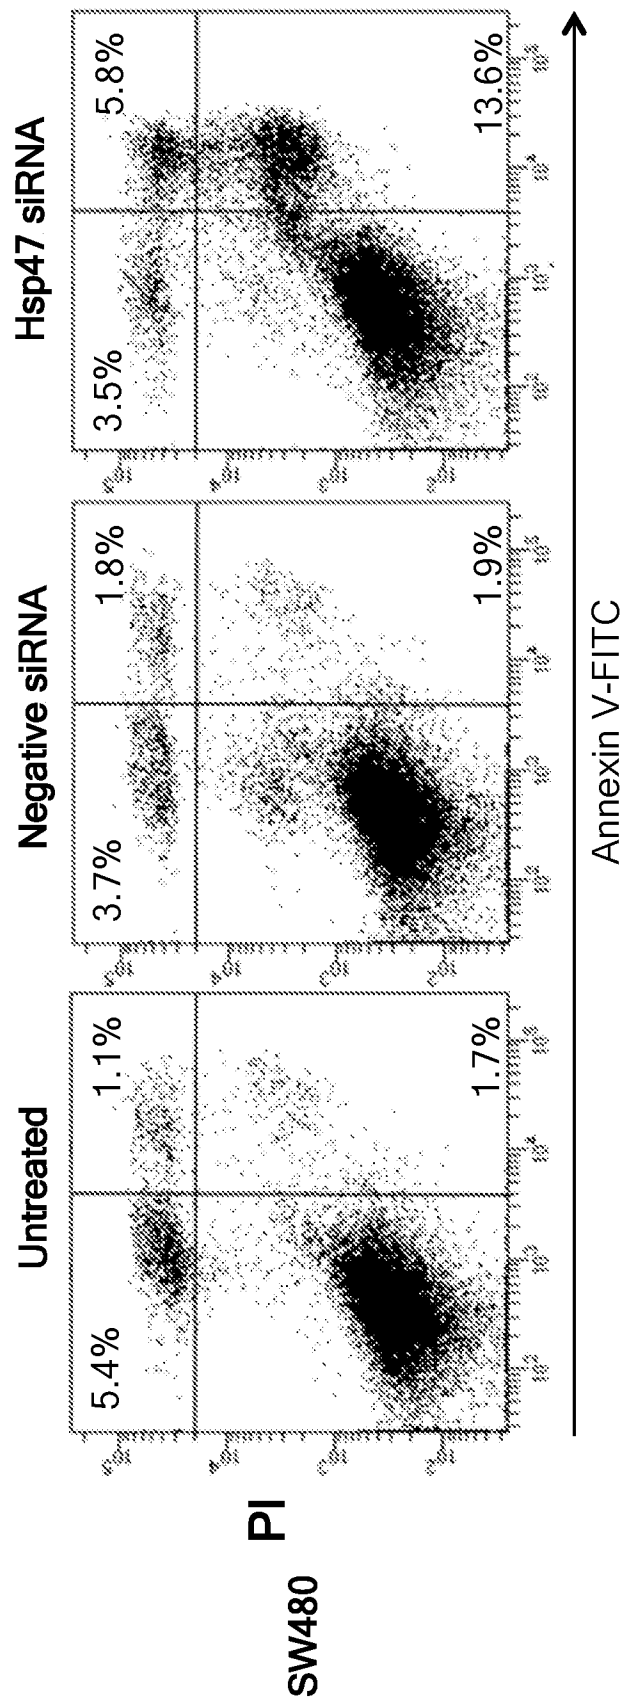 Untreated
Negative siRNA
Hsp47 siRNA
5.4%
1.1%
3.7%
1.8%
3.5%
5.8%
1.7%
1.9%
13.6%
PI
SW480
Annexin V-FITC